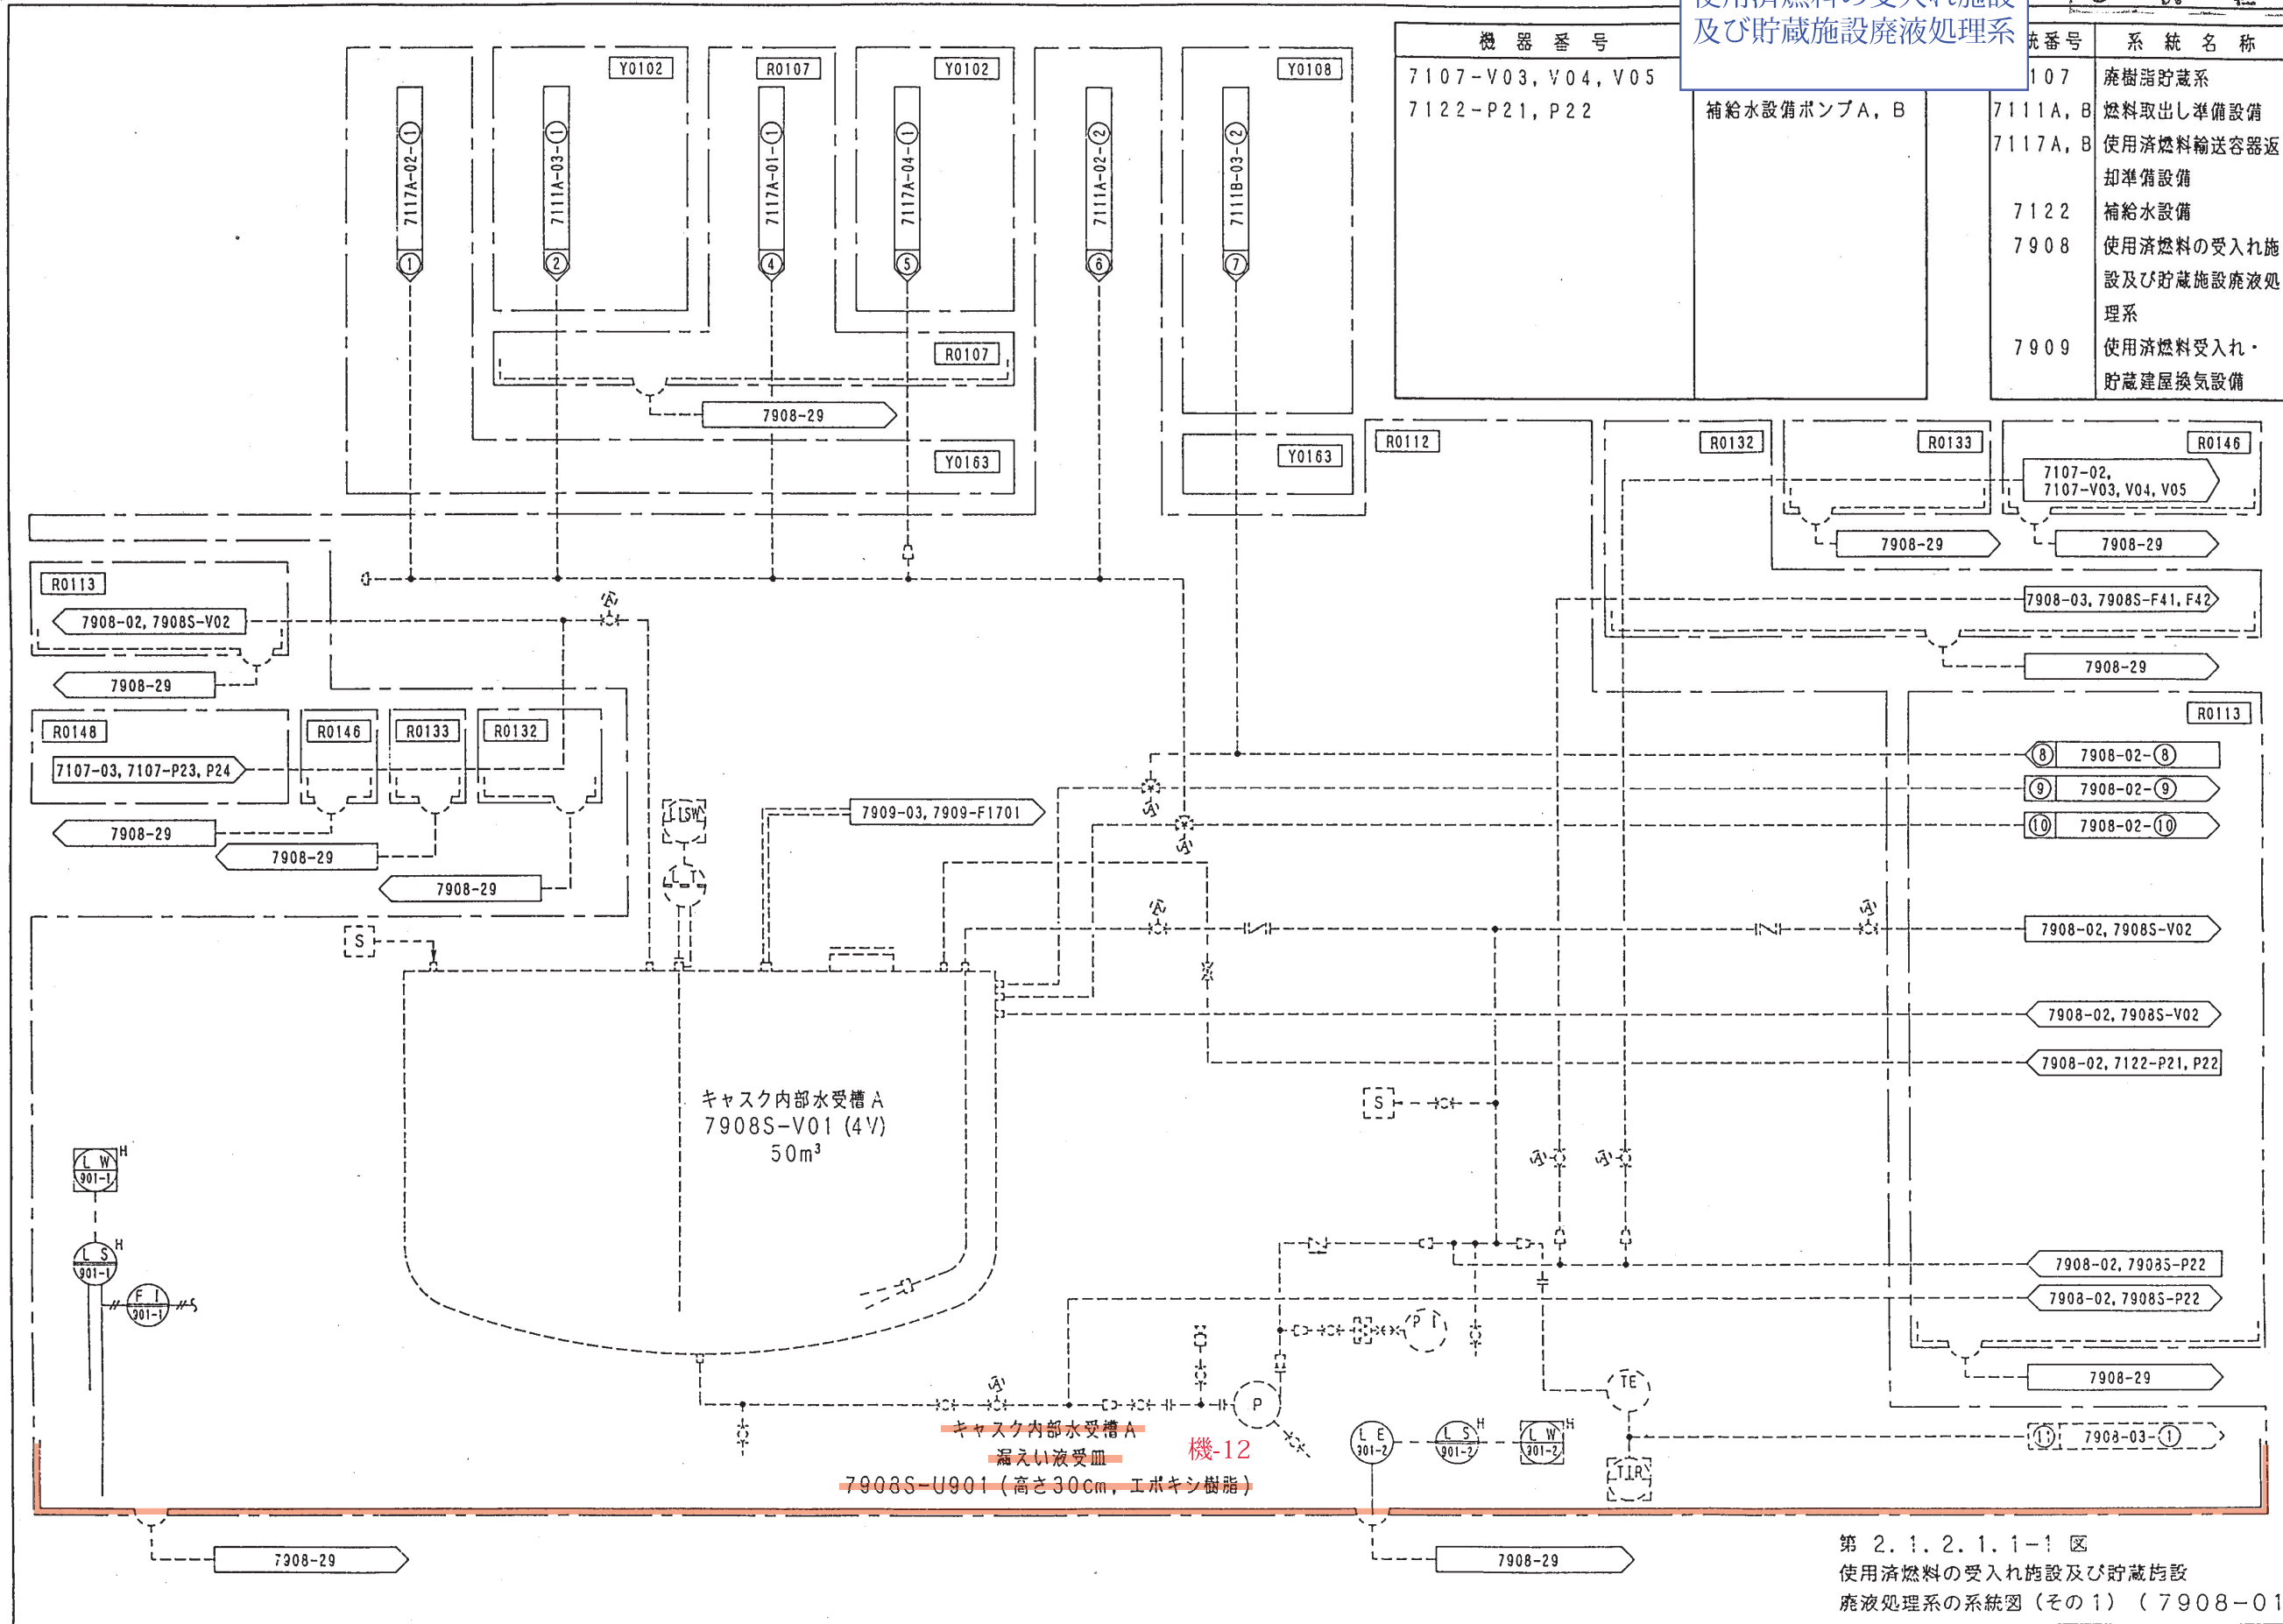 使用済燃料の受入れ施設
及び貯蔵施設廃液処理系
機器番号
7107-V03, V04, V05
7122-P21, P22
補給水設備ポンプA, B
統番号
系統名称
107
廃樹脂貯蔵系
7111A, B
燃料取出し準備設備
7117A, B
使用済燃料輸送容器返
却準備設備
7122
補給水設備
7908
使用済燃料の受入れ施
設及び貯蔵施設廃液処
理系
7909
使用済燃料受入れ・
貯蔵建屋換気設備
Y0102
R0107
Y0102
Y0108
7117A-02-①
①
7111A-03-①
②
7117A-01-①
④
7117A-04-①
⑤
7111A-02-②
⑥
7111B-03-②
⑦
R0107
7908-29
Y0163
Y0163
R0112
R0132
R0133
R0146
7107-02,
7107-V03, V04, V05
7908-29
7908-29
R0113
7908-02, 7908S-V02
A
7908-29
7908-03, 7908S-F41, F42
7908-29
R0148
R0146
R0133
R0132
R0113
7107-03, 7107-P23, P24
7908-29
7908-29
7908-29
LSW
LT
7909-03, 7909-F1701
A
A
⑧ 7908-02-⑧
⑨ 7908-02-⑨
⑩ 7908-02-⑩
S
A
A
7908-02, 7908S-V02
7908-02, 7908S-V02
7908-02, 7122-P21, P22
キャスク内部水受槽A
7908S-V01 (4V)
50m³
S
A
A
LW
901-1
H
LS
901-1
H
FI
901-1
7908-02, 7908S-P22
7908-02, 7908S-P22
PI
7908-29
TE
A
P
キャスク内部水受槽A
漏えい液受皿
7908S-U901 (高さ30cm, エポキシ樹脂)
機-12
LE
901-2
LS
901-2
H
LW
901-2
H
TIR
⑪ 7908-03-①
7908-29
7908-29
第 2.1.2.1.1-1 図
使用済燃料の受入れ施設及び貯蔵施設
廃液処理系の系統図(その1) (7908-01